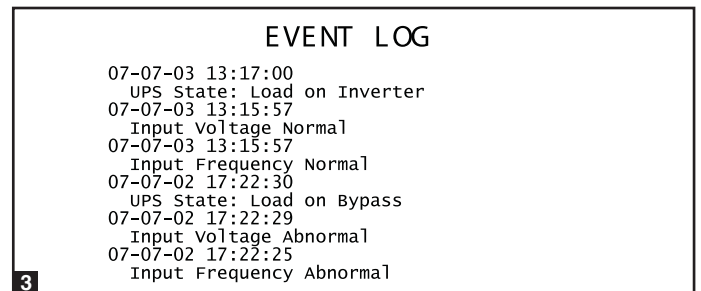 EVENT LOG
07-07-03 13:17:00
UPS State: Load on Inverter
07-07-03 13:15:57
Input Voltage Normal
07-07-03 13:15:57
Input Frequency Normal
07-07-02 17:22:30
UPS State: Load on Bypass
07-07-02 17:22:29
Input Voltage Abnormal
07-07-02 17:22:25
Input Frequency Abnormal
3